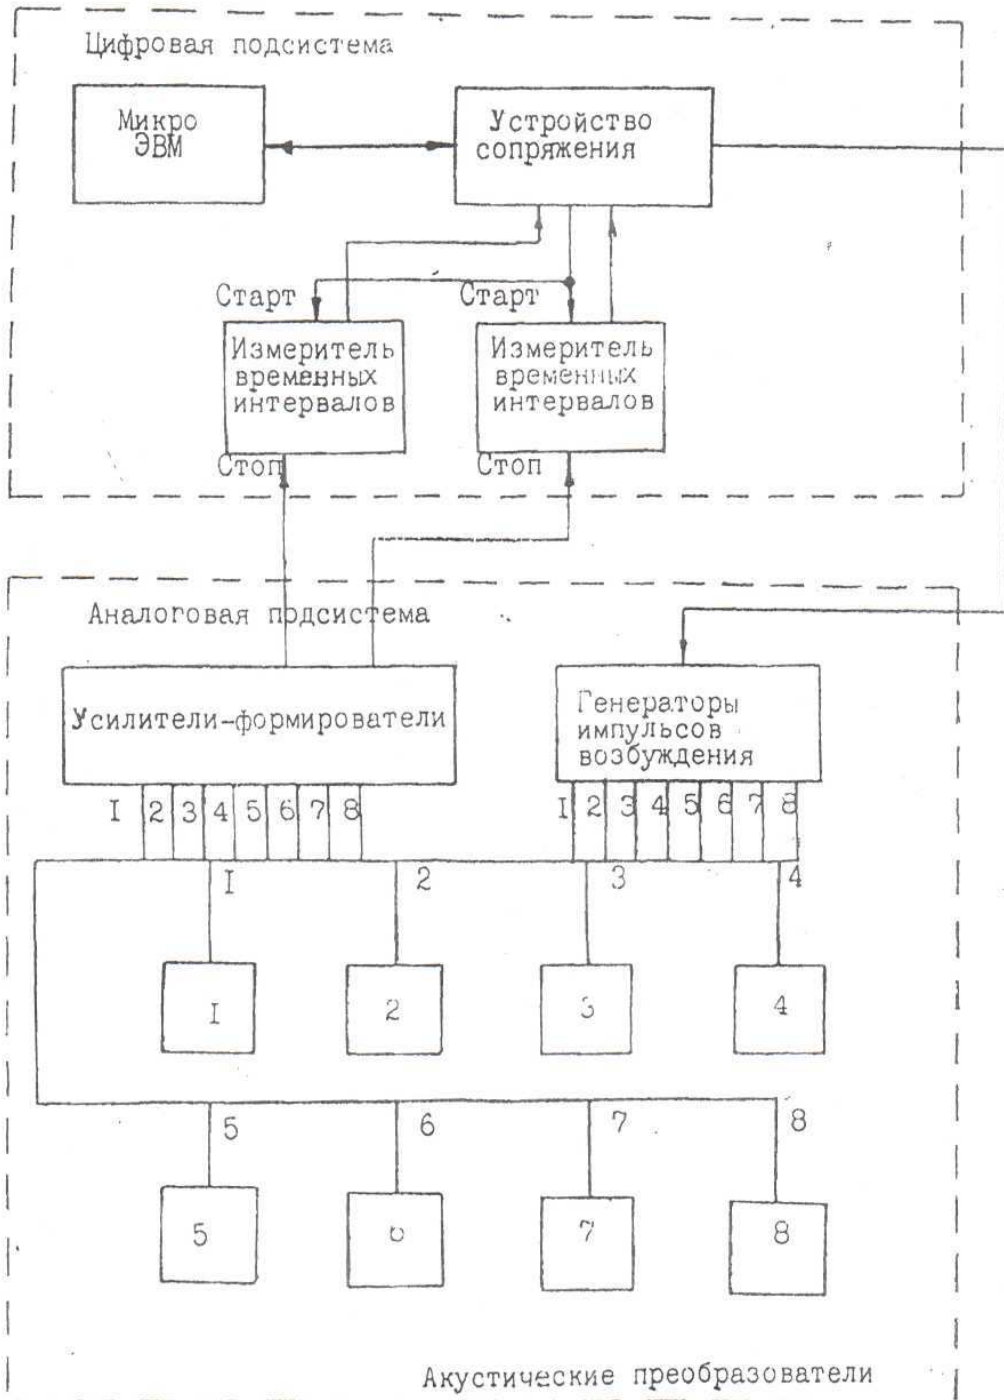 Цифровая подсистема
Микро
ЭВМ
Устройство
сопряжения
Старт
Старт
Измеритель
временных
интервалов
Измеритель
временных
интервалов
Стоп
Стоп
Аналоговая подсистема
Усилители-формирователи
Генераторы
импульсов
возбуждения
I 2 3 4 5 6 7 8
I 2 3 4 5 6 7 8
I 2 3 4
I 2 3 4
5 6 7 8
5 6 7 8
Акустические преобразователи